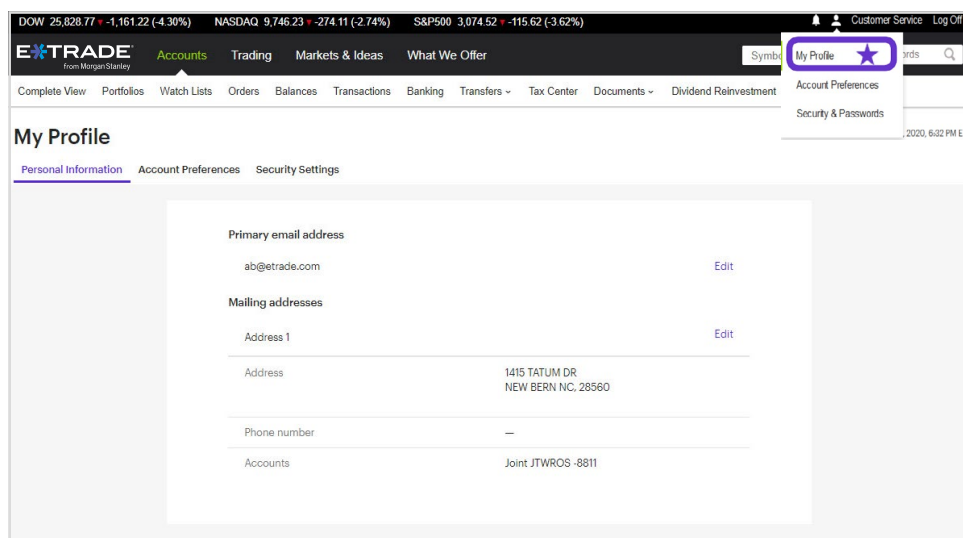 DOW 25,828.77 ▼ -1,161.22 (-4.30%) NASDAQ 9,746.23 ▼ -274.11 (-2.74%) S&P500 3,074.52 ▼ -115.62 (-3.62%) Customer Service Log Off
E*TRADE Accounts Trading Markets & Ideas What We Offer
from Morgan Stanley
My Profile
Account Preferences
Security & Passwords
Complete View Portfolios Watch Lists Orders Balances Transactions Banking Transfers Tax Center Documents Dividend Reinvestment
My Profile
, 2020, 6:32 PM E
Personal Information Account Preferences Security Settings
Primary email address
ab@etrade.com Edit
Mailing addresses
Address 1 Edit
Address 1415 TATUM DR
NEW BERN NC, 28560
Phone number —
Accounts Joint JTWROS -8811